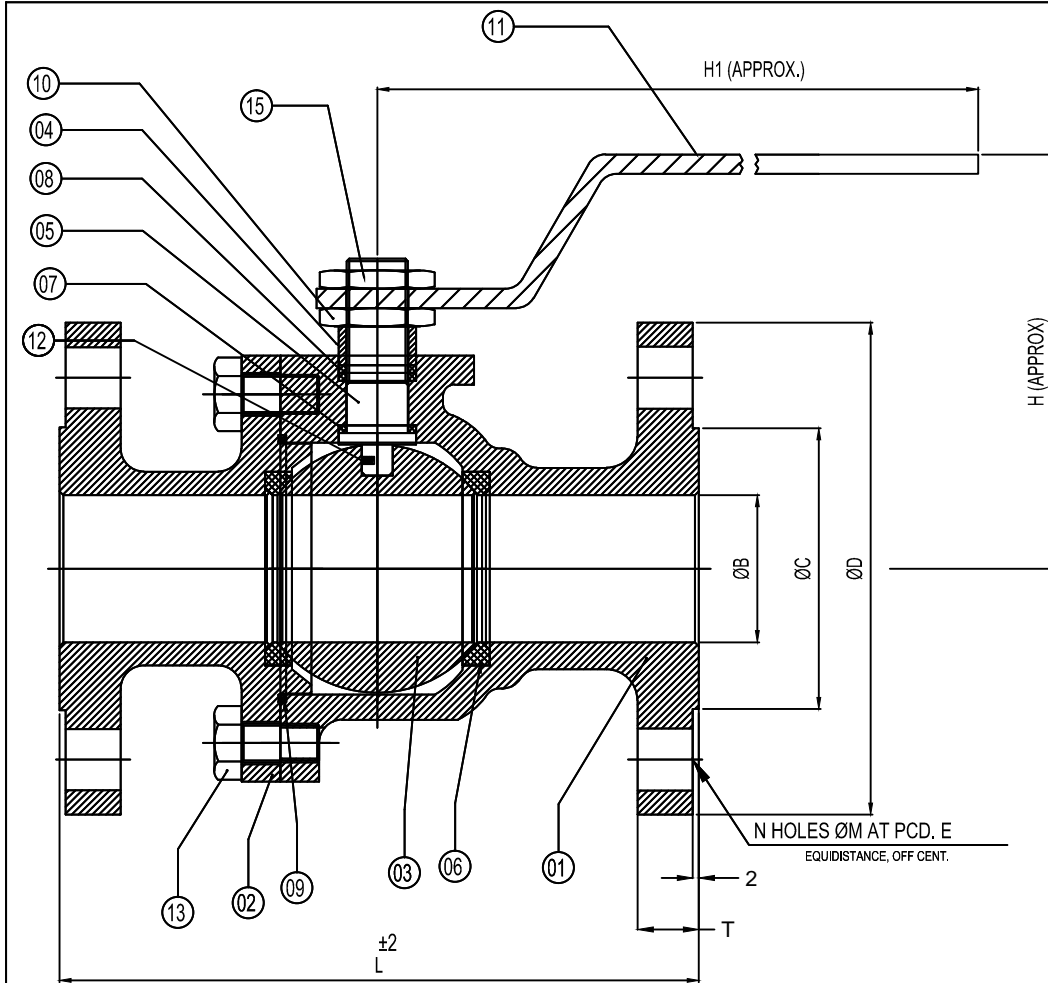 11
H1 (APPROX.)
10
15
04
08
05
07
12
H (APPROX)
ØB
ØC
ØD
N HOLES ØM AT PCD. E
EQUIDISTANCE, OFF CENT.
13
02
09
03
06
01
2
T
±2
L